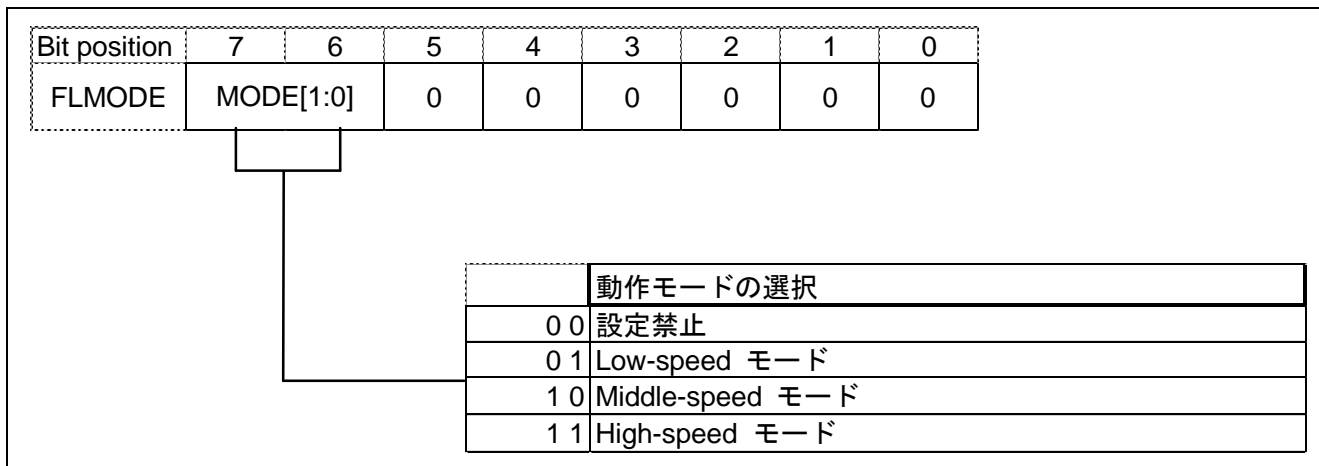 Bit position 7 6 5 4 3 2 1 0
FLMODE MODE[1:0] 0 0 0 0 0 0
動作モードの選択
0 0 設定禁止
0 1 Low-speed モード
1 0 Middle-speed モード
1 1 High-speed モード